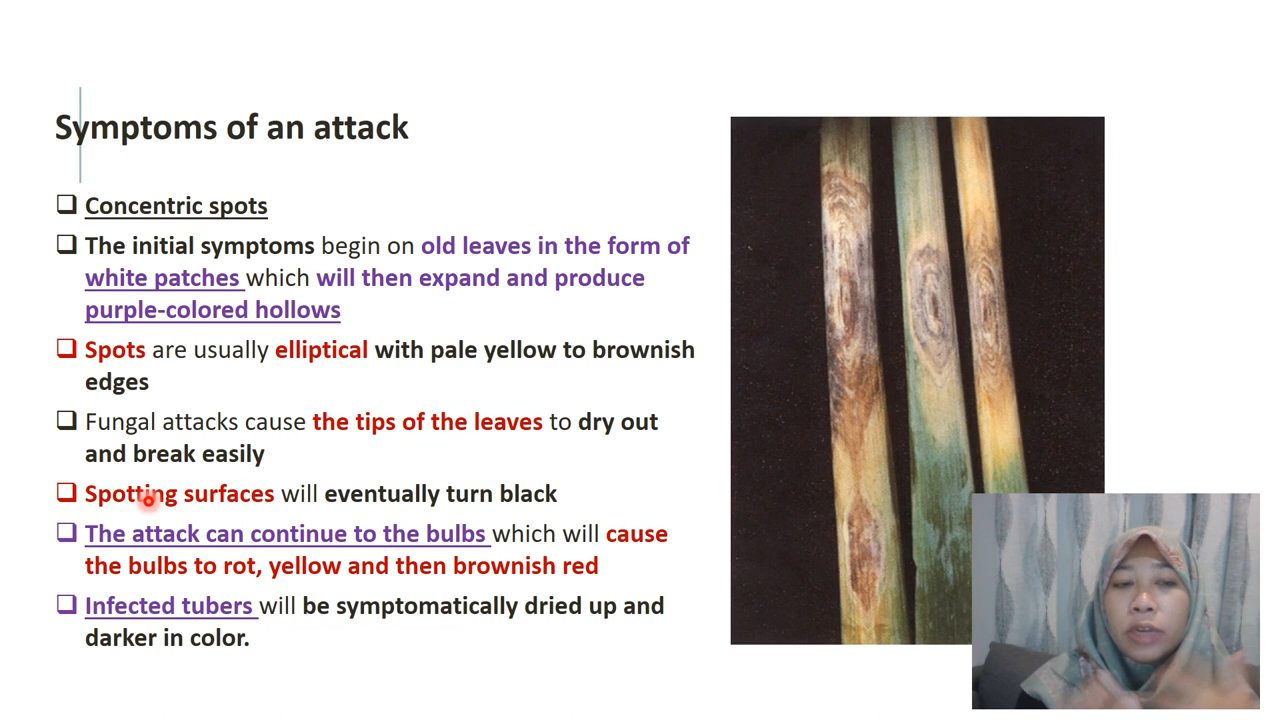 Symptoms of an attack
Concentric spots
The initial symptoms begin on old leaves in the form of
white patches which will then expand and produce
purple-colored hollows
Spots are usually elliptical with pale yellow to brownish
edges
Fungal attacks cause the tips of the leaves to dry out
and break easily
Spotting surfaces will eventually turn black
The attack can continue to the bulbs which will cause
the bulbs to rot, yellow and then brownish red
Infected tubers will be symptomatically dried up and
darker in color.